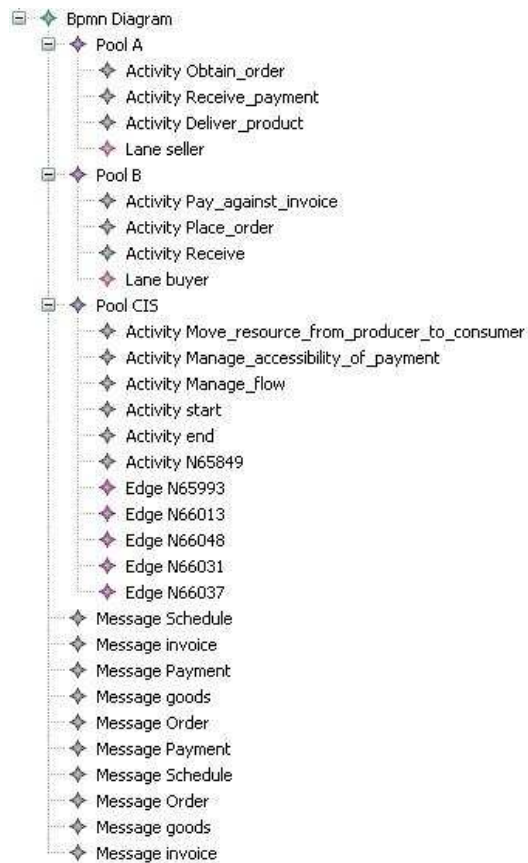 Bpmn Diagram
Pool A
Activity Obtain_order
Activity Receive_payment
Activity Deliver_product
Lane seller
Pool B
Activity Pay_against_invoice
Activity Place_order
Activity Receive
Lane buyer
Pool CIS
Activity Move_resource_from_producer_to_consumer
Activity Manage_accessibility_of_payment
Activity Manage_flow
Activity start
Activity end
Activity N65849
Edge N65993
Edge N66013
Edge N66048
Edge N66031
Edge N66037
Message Schedule
Message invoice
Message Payment
Message goods
Message Order
Message Payment
Message Schedule
Message Order
Message goods
Message invoice